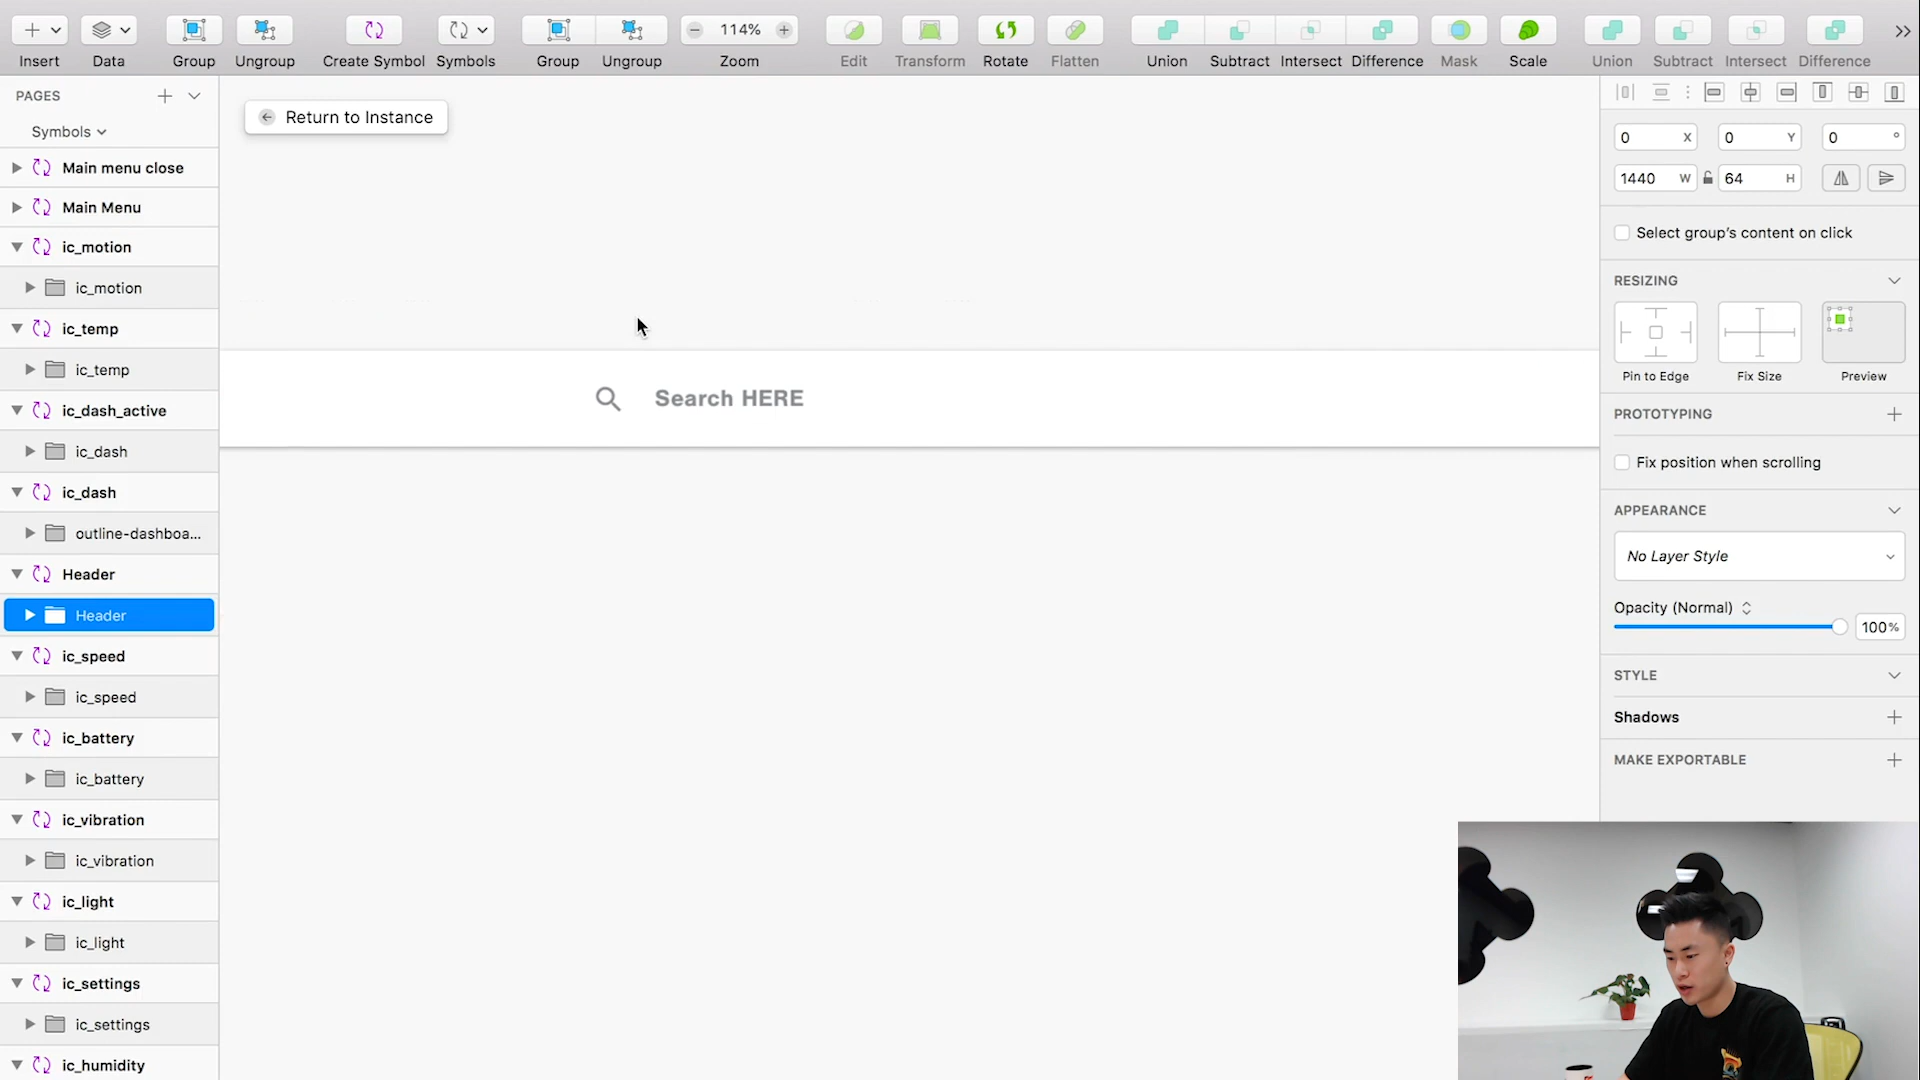 Insert
Data
Group
Ungroup
Create Symbol
Symbols
Group
Ungroup
114%
Zoom
Edit
Transform
Rotate
Flatten
Union
Subtract
Intersect
Difference
Mask
Scale
Union
Subtract
Intersect
Difference
PAGES
Symbols
Main menu close
Main Menu
ic_motion
ic_motion
ic_temp
ic_temp
ic_dash_active
ic_dash
ic_dash
outline-dashboa...
Header
Header
ic_speed
ic_speed
ic_battery
ic_battery
ic_vibration
ic_vibration
ic_light
ic_light
ic_settings
ic_settings
ic_humidity
Return to Instance
Search HERE
0 X
0 Y
0 °
1440 W
64 H
Select group's content on click
RESIZING
Pin to Edge
Fix Size
Preview
PROTOTYPING
Fix position when scrolling
APPEARANCE
No Layer Style
Opacity (Normal)
100%
STYLE
Shadows
MAKE EXPORTABLE